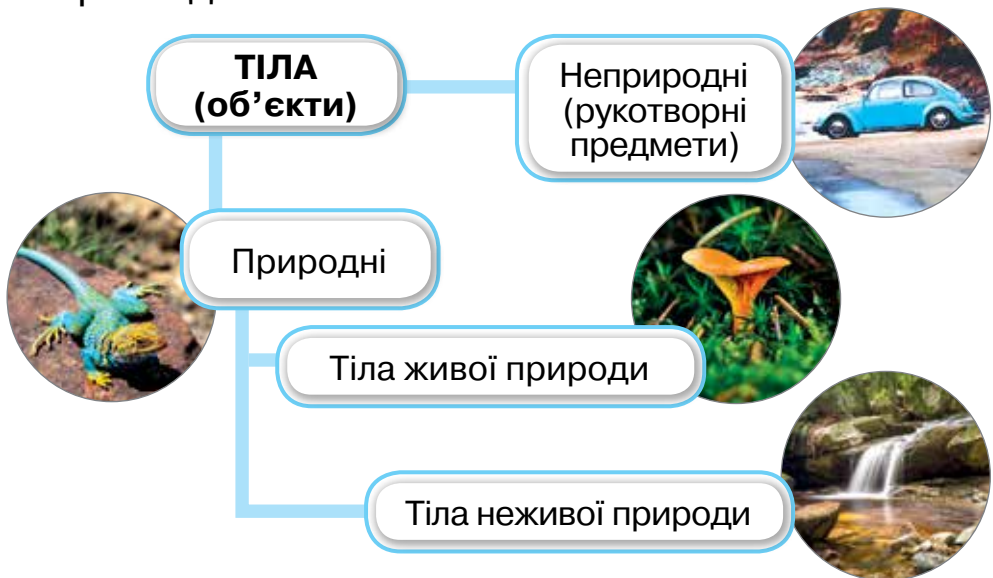 ТІЛА
(об’єкти)
Неприродні
(рукотворні
предмети)
Природні
Тіла живої природи
Тіла неживої природи